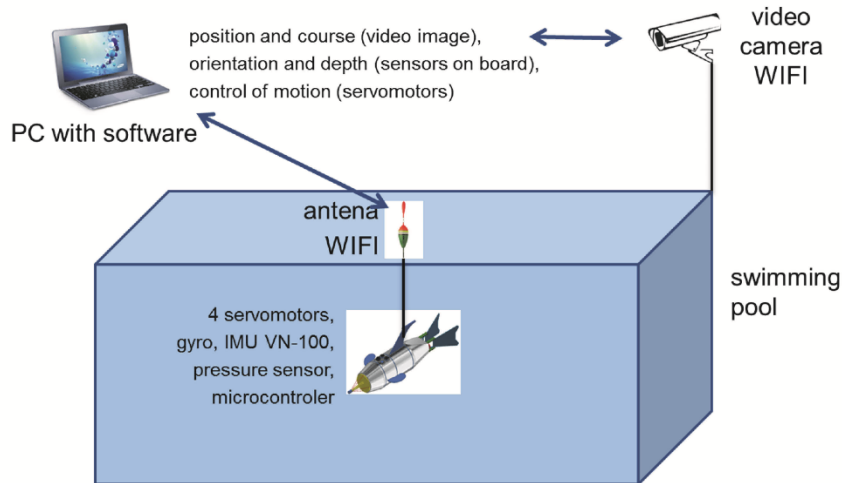 position and course (video image),
orientation and depth (sensors on board),
control of motion (servomotors)
video
camera
WIFI
PC with software
antena
WIFI
4 servomotors,
gyro, IMU VN-100,
pressure sensor,
microcontroler
swimming
pool